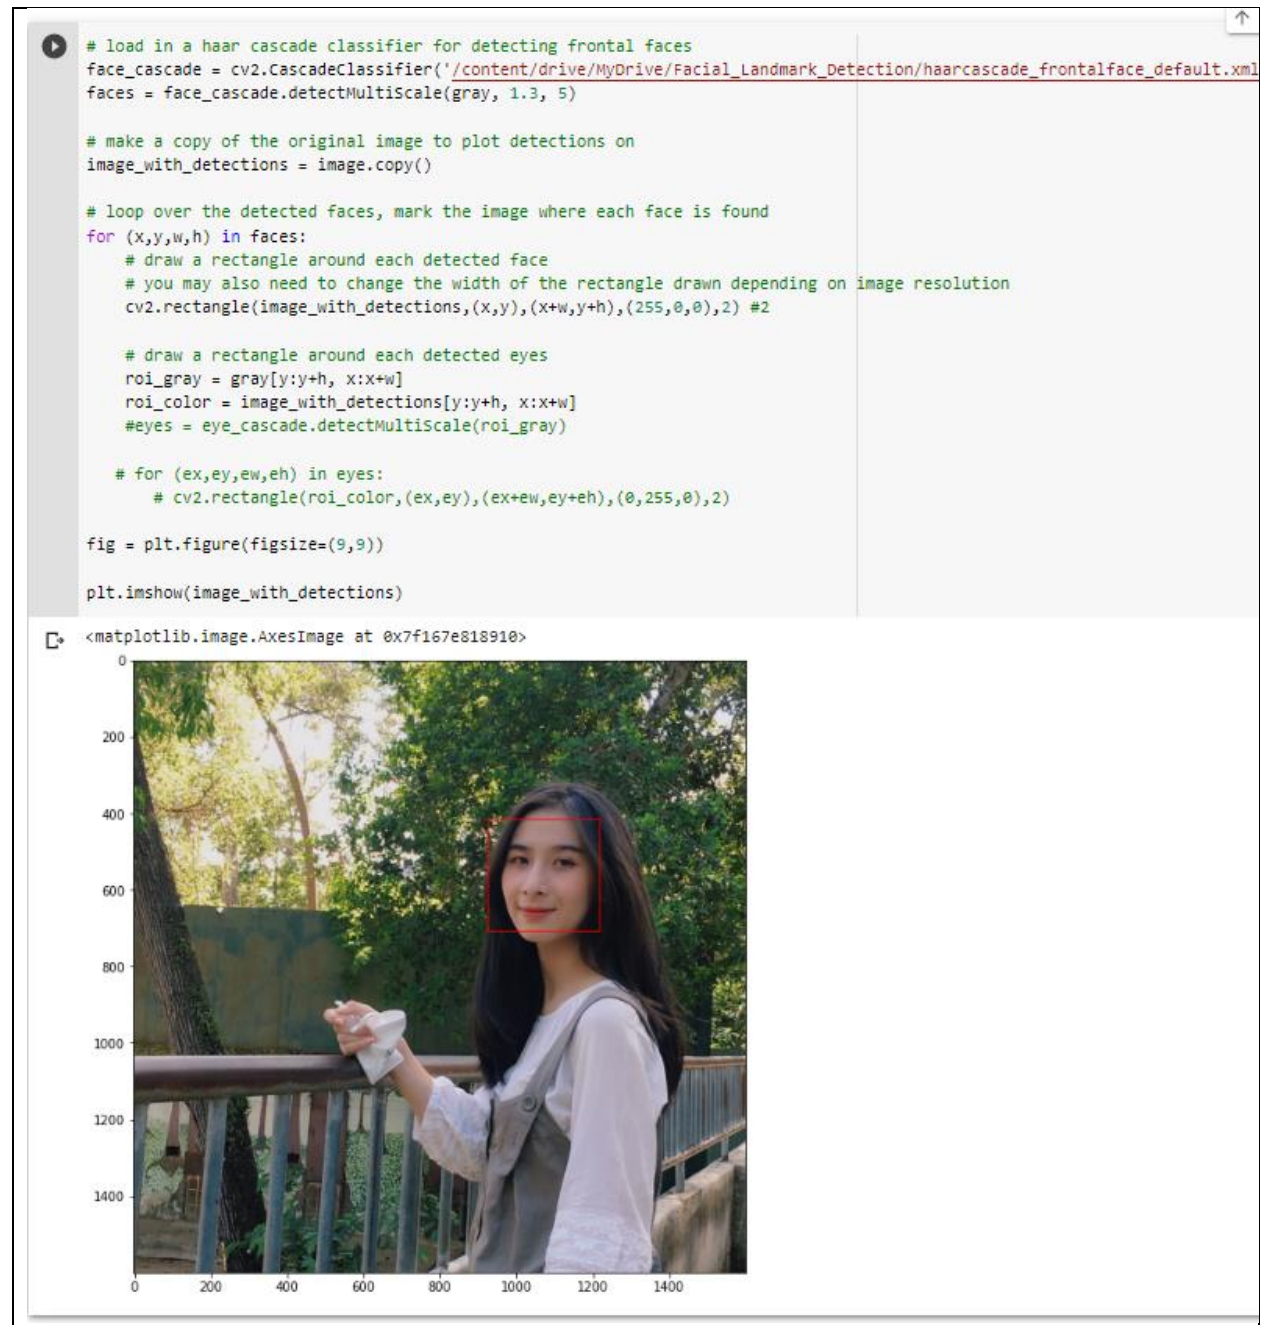 # load in a haar cascade classifier for detecting frontal faces
face_cascade = cv2.CascadeClassifier('/content/drive/MyDrive/Facial_Landmark_Detection/haarcascade_frontalface_default.xml
faces = face_cascade.detectMultiScale(gray, 1.3, 5)
# make a copy of the original image to plot detections on
image_with_detections = image.copy()
# loop over the detected faces, mark the image where each face is found
for (x,y,w,h) in faces:
# draw a rectangle around each detected face
# you may also need to change the width of the rectangle drawn depending on image resolution
cv2.rectangle(image_with_detections,(x,y),(x+w,y+h),(255,0,0),2) #2
# draw a rectangle around each detected eyes
roi_gray = gray[y:y+h, x:x+w]
roi_color = image_with_detections[y:y+h, x:x+w]
#eyes = eye_cascade.detectMultiScale(roi_gray)
# for (ex,ey,ew,eh) in eyes:
# cv2.rectangle(roi_color,(ex,ey),(ex+ew,ey+eh),(0,255,0),2)
fig = plt.figure(figsize=(9,9))
plt.imshow(image_with_detections)
<matplotlib.image.AxesImage at 0x7f167e818910>
0
200
400
600
800
1000
1200
1400
0 200 400 600 800 1000 1200 1400